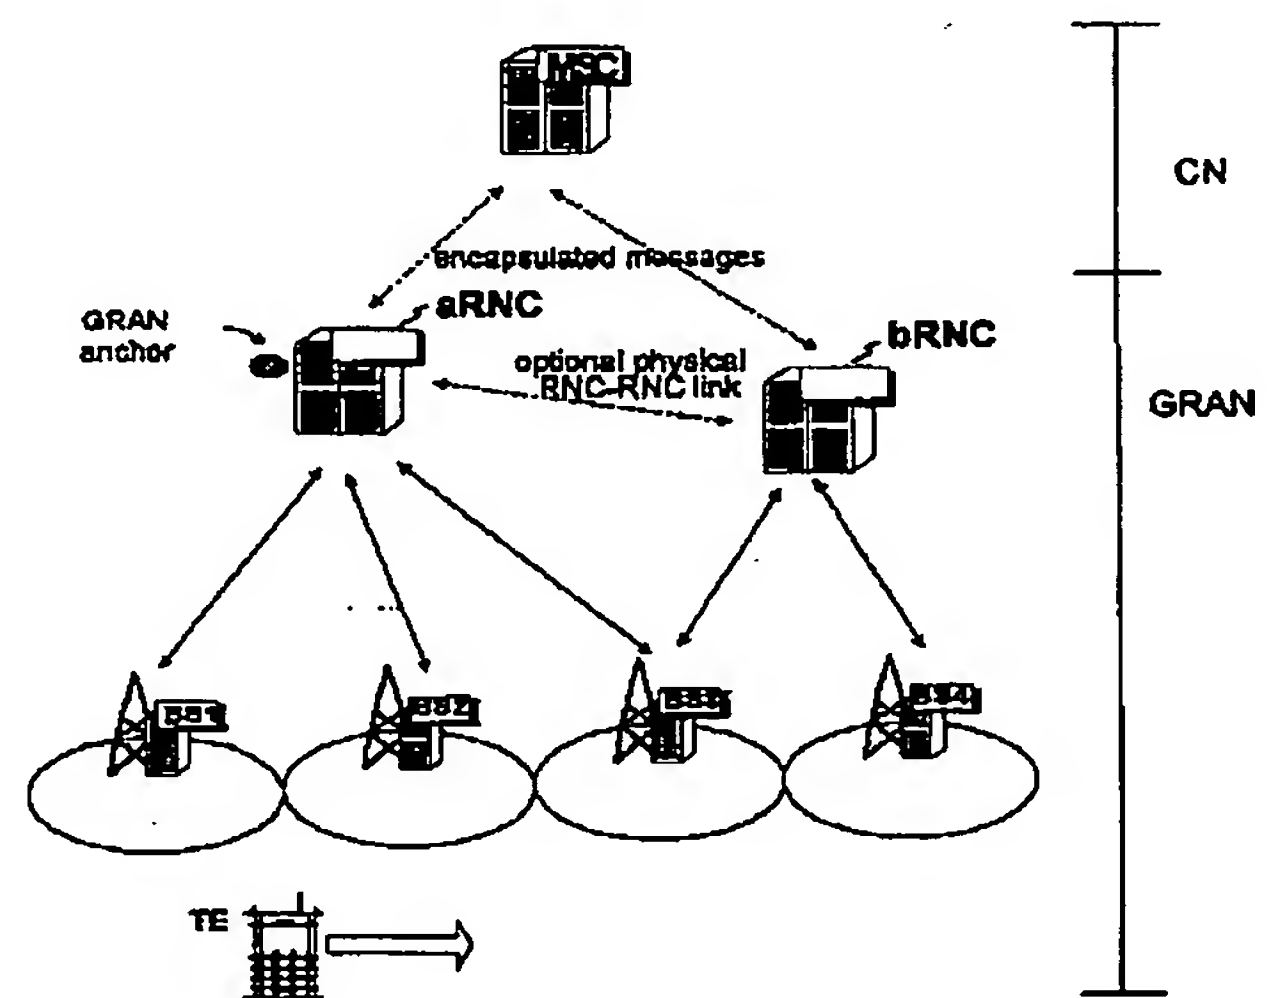 MSC
CN
encapsulated messages
aRNC
GRAN
anchor
bRNC
optional physical
RNC-RNC link
GRAN
BS1
BS2
BS3
BS4
TE